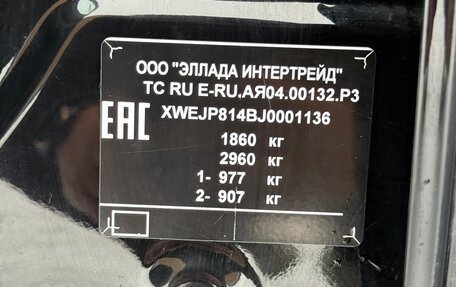 ООО "ЭЛЛАДА ИНТЕРТРЕЙД"
ТС RU E-RU.АЯ04.00132.Р3
EAC
XWEJP814BJ0001136
1860 кг
2960 кг
1- 977 кг
2- 907 кг